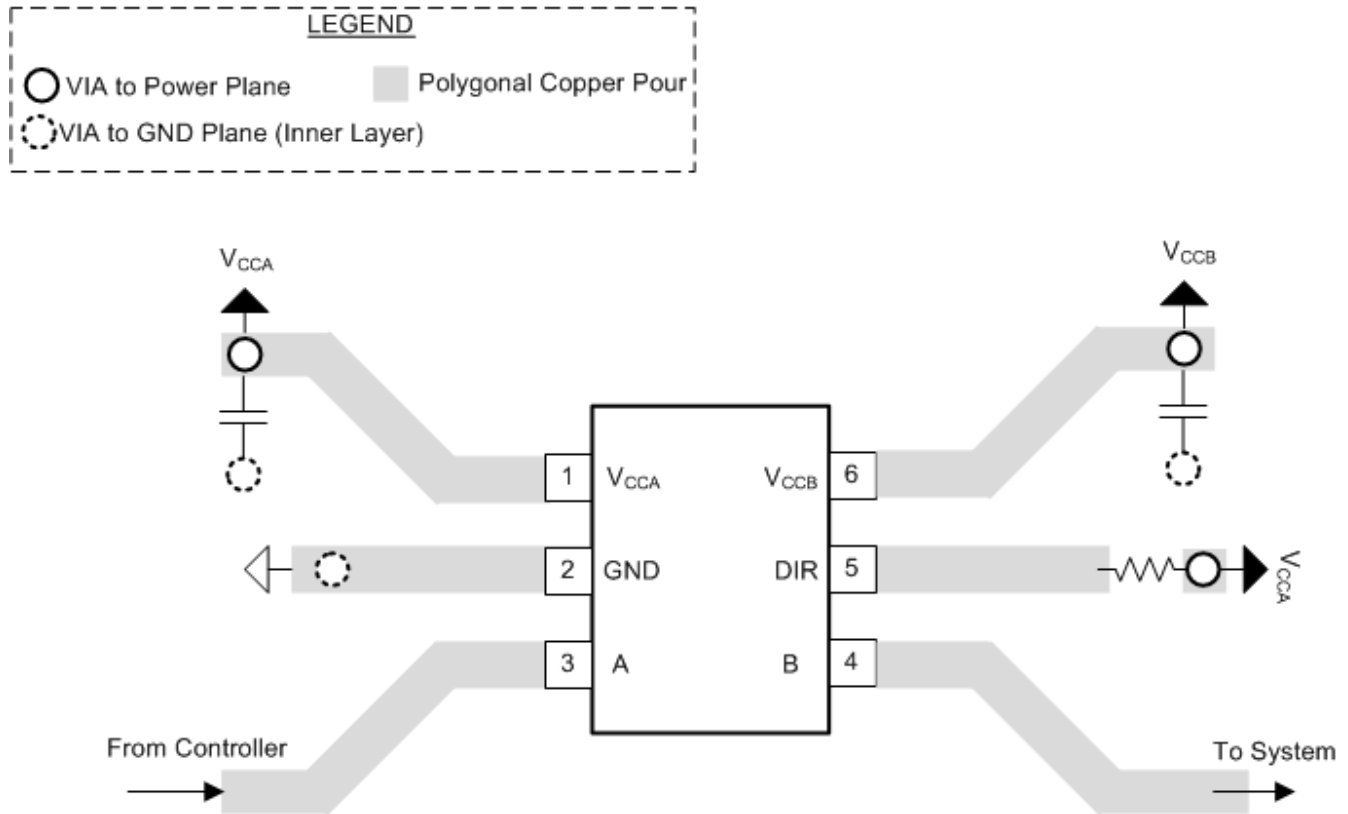 LEGEND
VIA to Power Plane
Polygonal Copper Pour
VIA to GND Plane (Inner Layer)
VCCA
VCCB
1
VCCA
VCCB
6
2
GND
DIR
5
VCCA
3
A
B
4
From Controller
To System